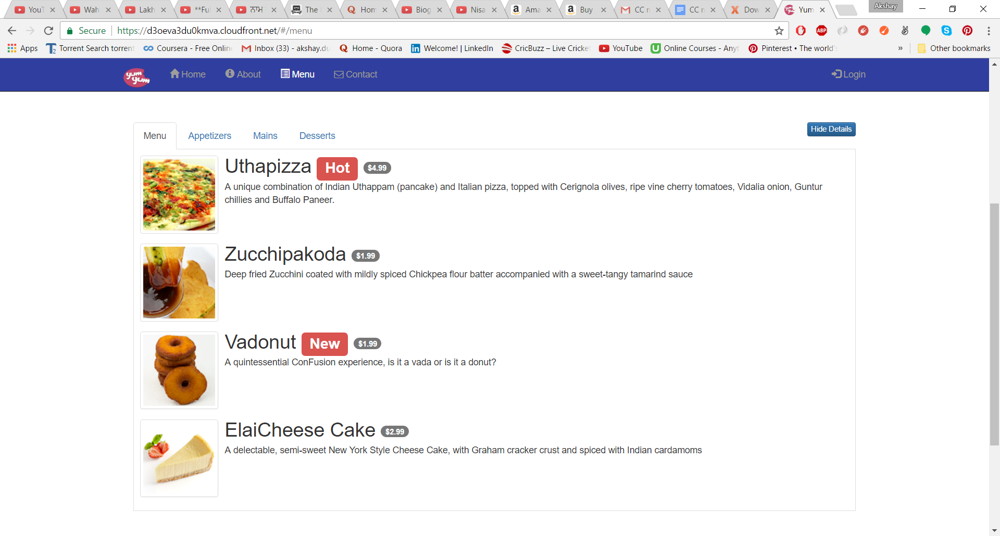 YouT
Wah
Lakh
**Ful
ਨਾਮ
The
Hom
Biog
Nisa
Ama
Buy
CC n
CC n
Dow
Yum
Akshay
Secure
https://d3oeva3du0kmva.cloudfront.net/#/menu
ABP
Apps
Torrent Search torrent
Coursera - Free Onlin
Inbox (33) - akshay.du
Home - Quora
Welcome! | LinkedIn
CricBuzz – Live Cricket
YouTube
Online Courses - Anyt
Pinterest • The world's
»
Other bookmarks
yum yum
Home
About
Menu
Contact
Login
Menu
Appetizers
Mains
Desserts
Hide Details
Uthapizza Hot $4.99
A unique combination of Indian Uthappam (pancake) and Italian pizza, topped with Cerignola olives, ripe vine cherry tomatoes, Vidalia onion, Guntur
chillies and Buffalo Paneer.
Zucchipakoda $1.99
Deep fried Zucchini coated with mildly spiced Chickpea flour batter accompanied with a sweet-tangy tamarind sauce
Vadonut New $1.99
A quintessential ConFusion experience, is it a vada or is it a donut?
ElaiCheese Cake $2.99
A delectable, semi-sweet New York Style Cheese Cake, with Graham cracker crust and spiced with Indian cardamoms